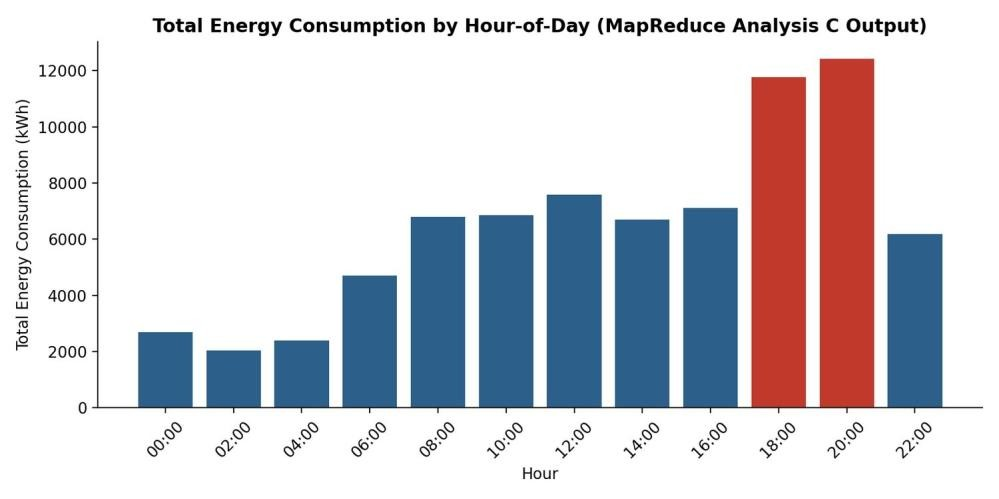 Total Energy Consumption by Hour-of-Day (MapReduce Analysis C Output)
Total Energy Consumption (kWh)
12000
10000
8000
6000
4000
2000
0
00:00 02:00 04:00 06:00 08:00 10:00 12:00 14:00 16:00 18:00 20:00 22:00
Hour